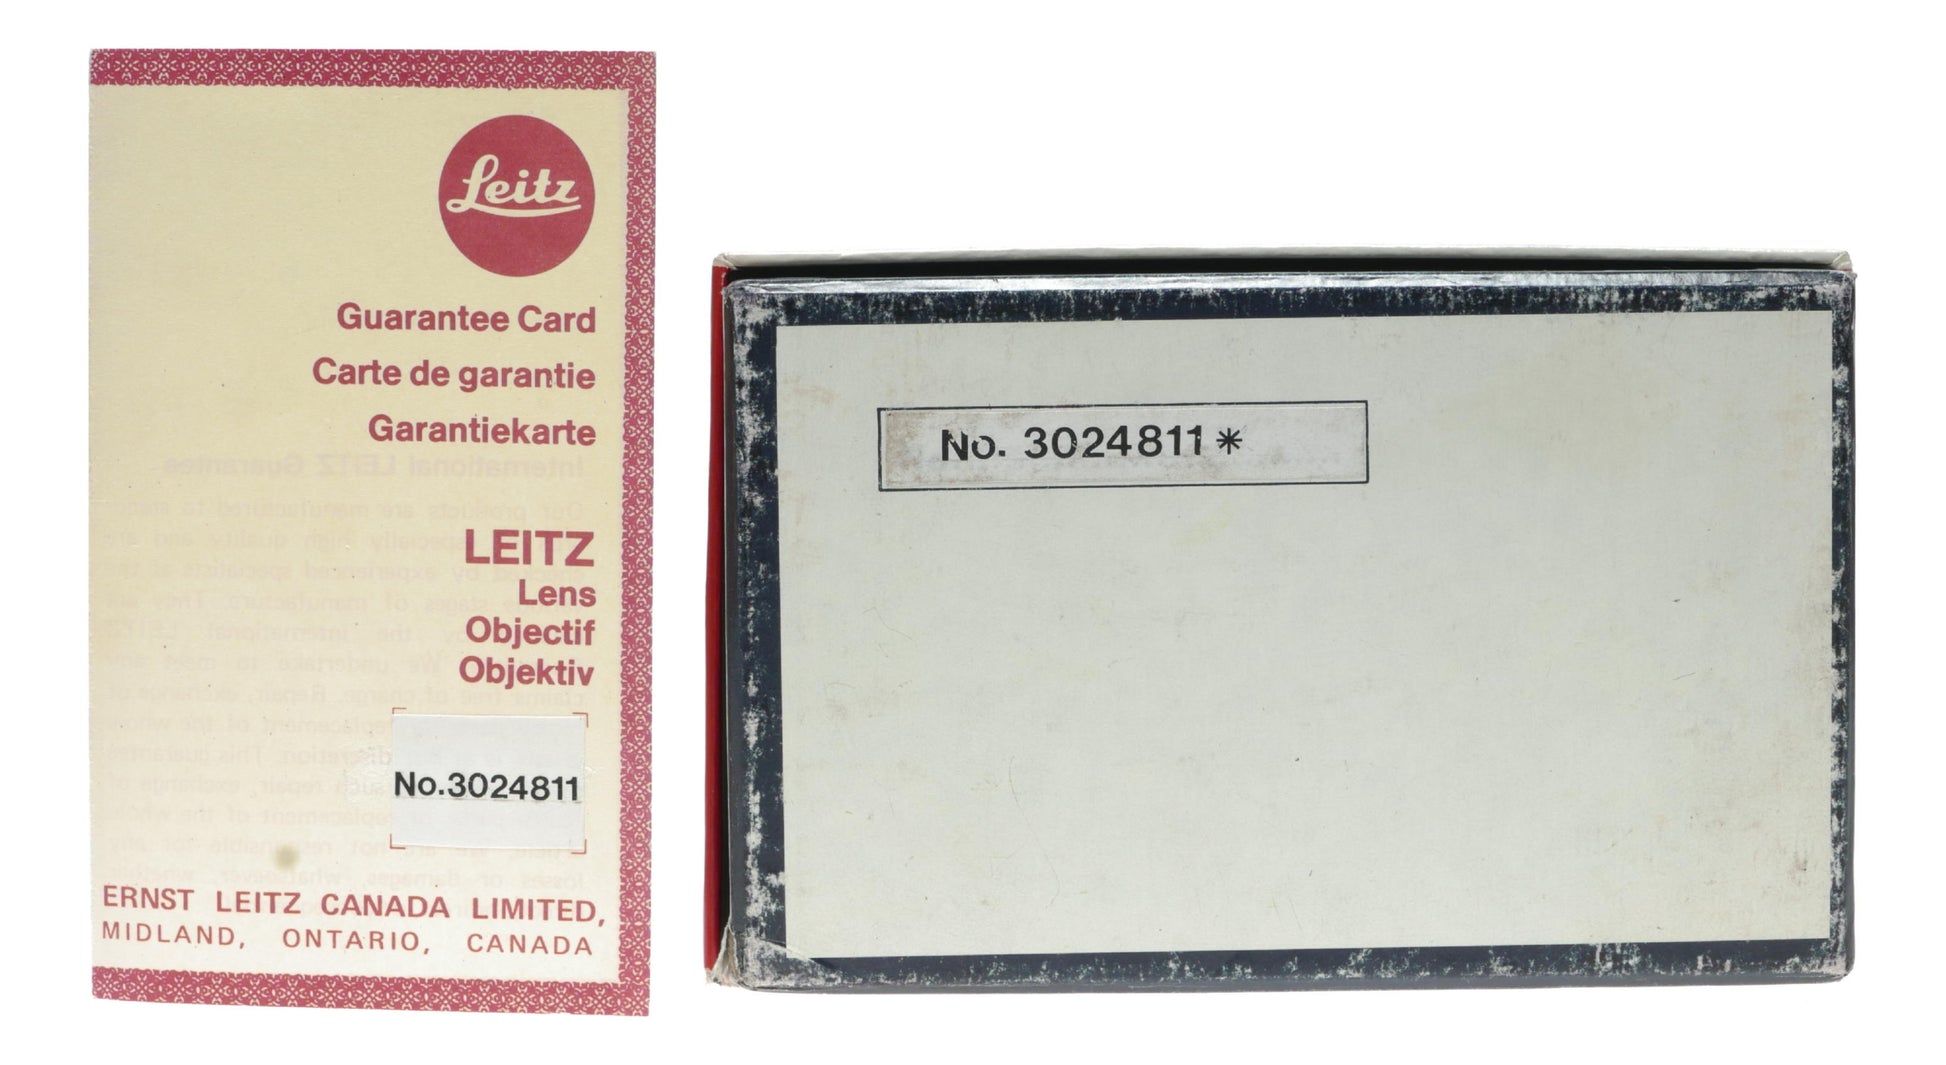 Leitz
Guarantee Card
Carte de garantie
Garantiekarte
LEITZ
Lens
Objectif
Objektiv
No.3024811
ERNST LEITZ CANADA LIMITED,
MIDLAND, ONTARIO, CANADA
No. 3024811*